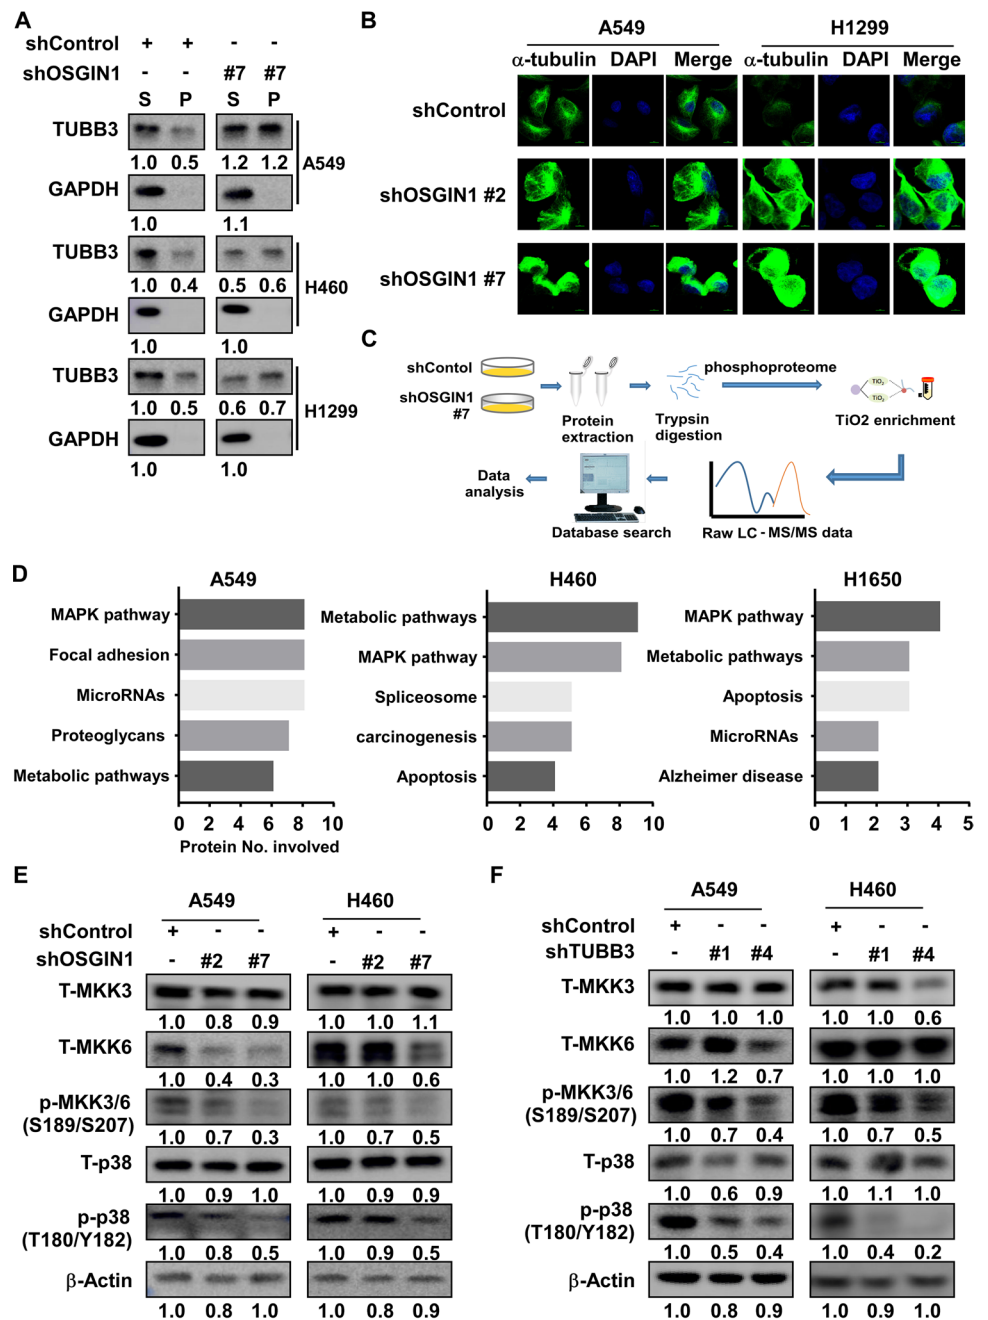 A
shControl + + - -
shOSGIN1 - - #7 #7
S P S P
TUBB3
1.0 0.5 1.2 1.2
A549
GAPDH
1.0 1.1
TUBB3
1.0 0.4 0.5 0.6
H460
GAPDH
1.0 1.0
TUBB3
1.0 0.5 0.6 0.7
H1299
GAPDH
1.0 1.0
B
A549 H1299
α-tubulin DAPI Merge α-tubulin DAPI Merge
shControl
shOSGIN1 #2
shOSGIN1 #7
C
shContol
shOSGIN1
#7
Protein
extraction
Trypsin
digestion
phosphoproteome
TiO2
TiO2
TiO2 enrichment
Data
analysis
Database search
Raw LC - MS/MS data
D
A549
MAPK pathway
Focal adhesion
MicroRNAs
Proteoglycans
Metabolic pathways
0 2 4 6 8 10
Protein No. involved
H460
Metabolic pathways
MAPK pathway
Spliceosome
carcinogenesis
Apoptosis
0 2 4 6 8 10
H1650
MAPK pathway
Metabolic pathways
Apoptosis
MicroRNAs
Alzheimer disease
0 1 2 3 4 5
E
A549 H460
shControl + - - + - -
shOSGIN1 - #2 #7 - #2 #7
T-MKK3
1.0 0.8 0.9 1.0 1.0 1.1
T-MKK6
1.0 0.4 0.3 1.0 1.0 0.6
p-MKK3/6
(S189/S207)
1.0 0.7 0.3 1.0 0.7 0.5
T-p38
1.0 0.9 1.0 1.0 0.9 0.9
p-p38
(T180/Y182)
1.0 0.8 0.5 1.0 0.9 0.5
β-Actin
1.0 0.8 1.0 1.0 0.8 0.9
F
A549 H460
shControl + - - + - -
shTUBB3 - #1 #4 - #1 #4
T-MKK3
1.0 1.0 1.0 1.0 1.0 0.6
T-MKK6
1.0 1.2 0.7 1.0 1.0 1.0
p-MKK3/6
(S189/S207)
1.0 0.7 0.4 1.0 0.7 0.5
T-p38
1.0 0.6 0.9 1.0 1.1 1.0
p-p38
(T180/Y182)
1.0 0.5 0.4 1.0 0.4 0.2
β-Actin
1.0 0.8 0.9 1.0 0.9 1.0